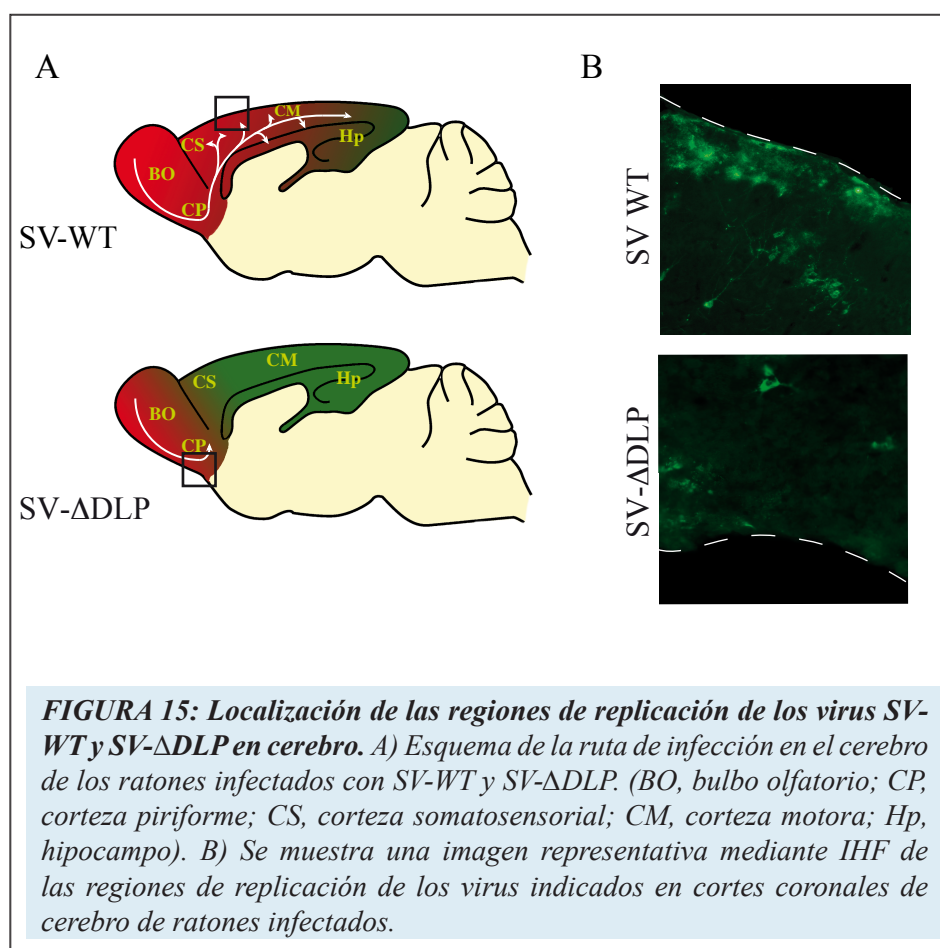 A
B
CM
CS
Hp
BO
CP
SV-WT
SV WT
CM
CS
Hp
BO
CP
SV-ΔDLP
SV-ΔDLP
FIGURA 15: Localización de las regiones de replicación de los virus SV-
WT y SV-ΔDLP en cerebro. A) Esquema de la ruta de infección en el cerebro
de los ratones infectados con SV-WT y SV-ΔDLP. (BO, bulbo olfatorio; CP,
corteza piriforme; CS, corteza somatosensorial; CM, corteza motora; Hp,
hipocampo). B) Se muestra una imagen representativa mediante IHF de
las regiones de replicación de los virus indicados en cortes coronales de
cerebro de ratones infectados.